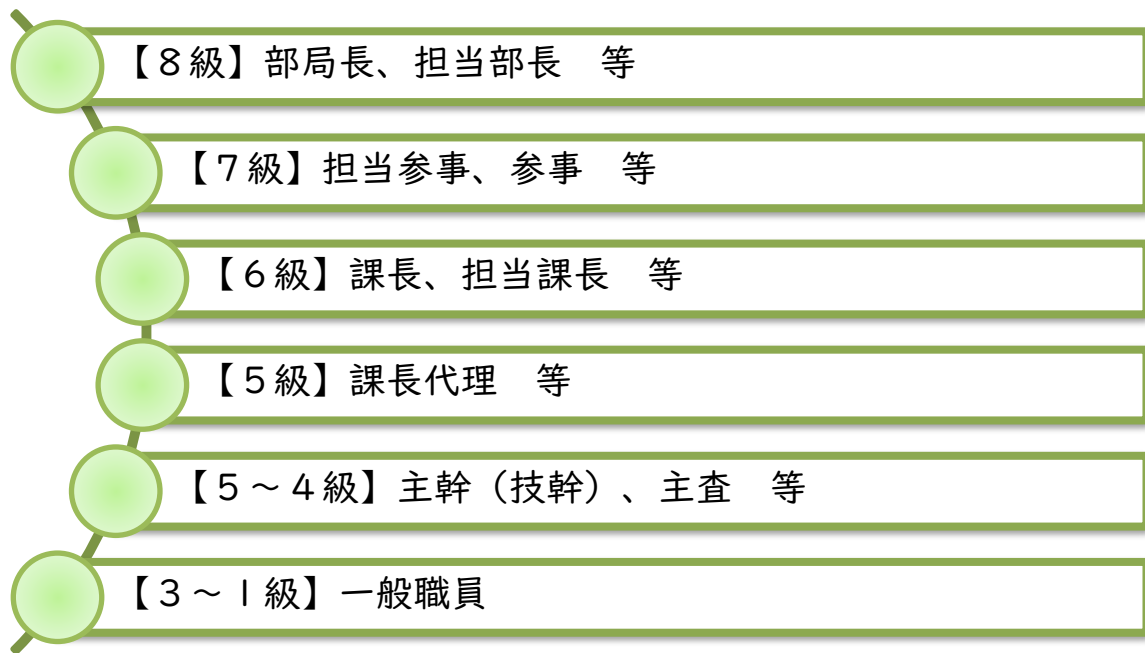 【８級】部局長、担当部長　等
【７級】担当参事、参事　等
【６級】課長、担当課長　等
【５級】課長代理　等
【５～４級】主幹（技幹）、主査　等
【３～１級】一般職員